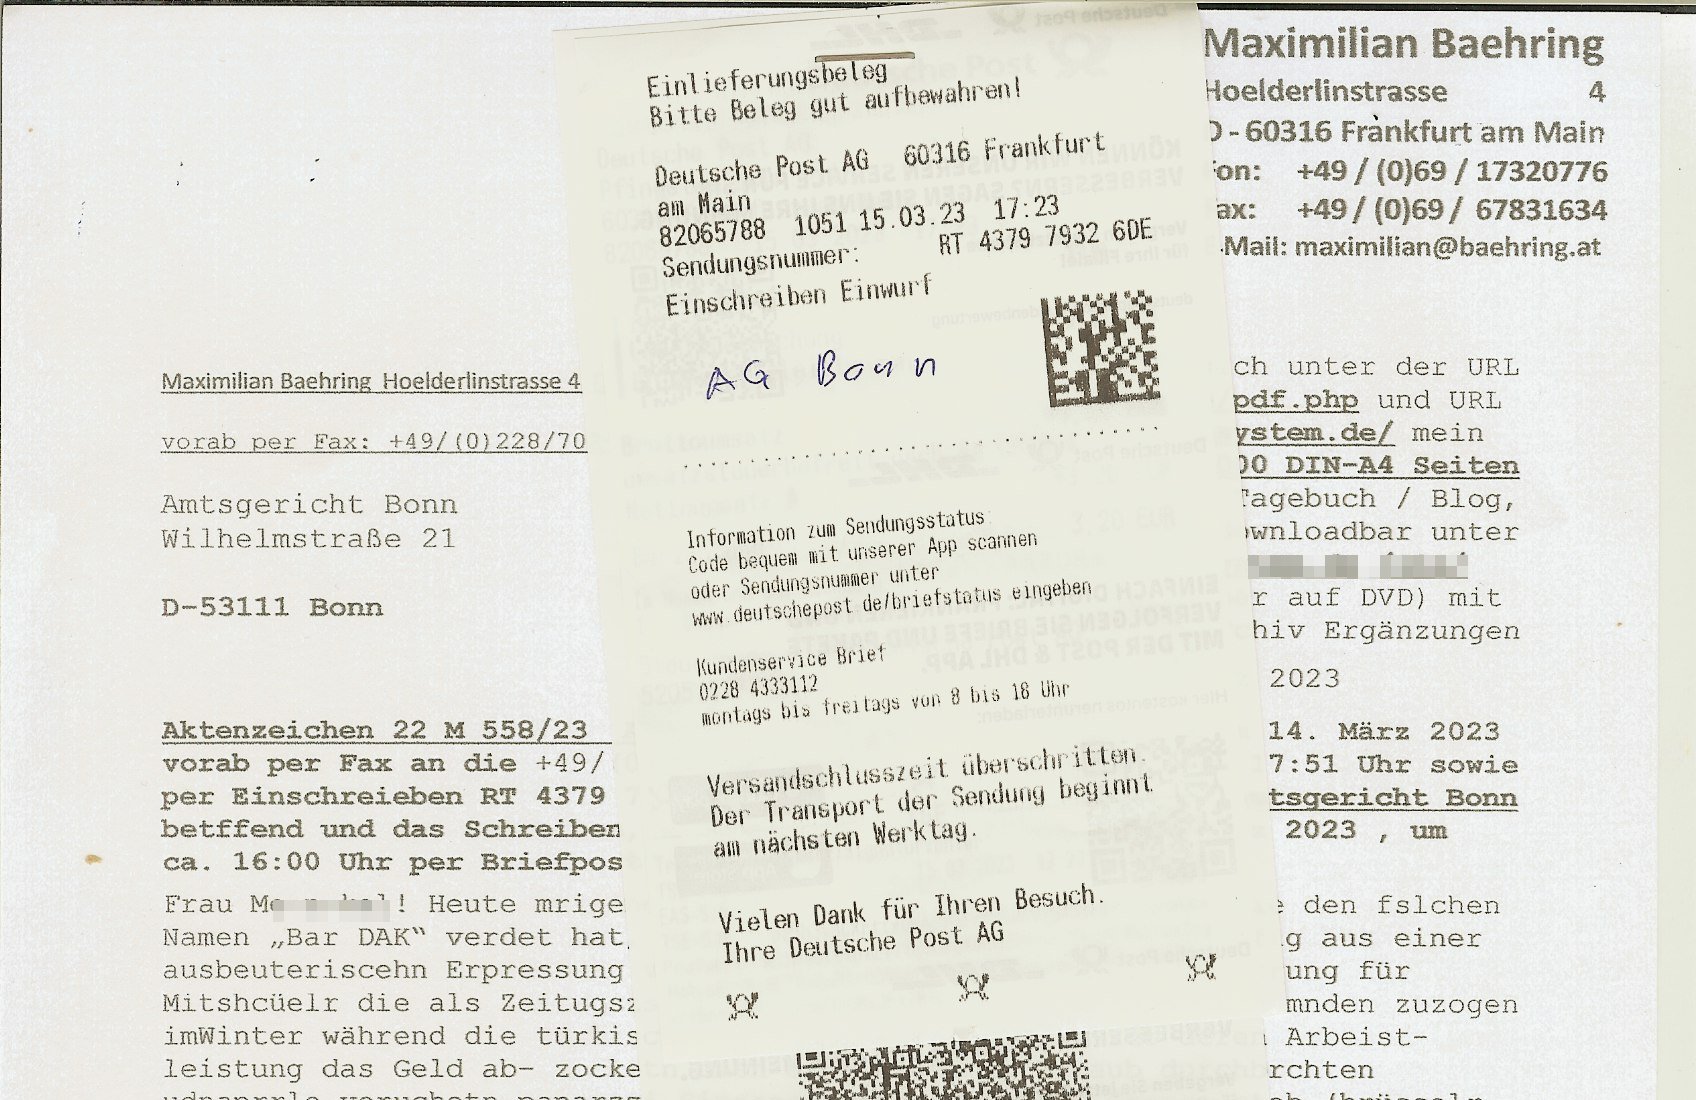 Maximilian Baehring
Hoelderlinstrasse 4
D - 60316 Frankfurt am Main
Fon: +49 / (0)69 / 17320776
Fax: +49 / (0)69 / 67831634
-Mail: maximilian@baehring.at
Einlieferungsbeleg
Bitte Beleg gut aufbewahren!
Deutsche Post AG 60316 Frankfurt
am Main
82065788 1051 15.03.23 17:23
Sendungsnummer: RT 4379 7932 6DE
Einschreiben Einwurf
AG Bonn
Information zum Sendungsstatus
Code bequem mit unserer App scannen
oder Sendungsnummer unter
www.deutschepost.de/briefstatus eingeben
Kundenservice Brief
0228 4333112
montags bis freitags von 8 bis 18 Uhr
Versandschlusszeit überschritten.
Der Transport der Sendung beginnt
am nächsten Werktag.
Vielen Dank für Ihren Besuch.
Ihre Deutsche Post AG
Maximilian Baehring Hoelderlinstrasse 4
vorab per Fax: +49/(0)228/70
Amtsgericht Bonn
Wilhelmstraße 21
D-53111 Bonn
ch unter der URL
pdf.php und URL
ystem.de/ mein
00 DIN-A4 Seiten
Tagebuch / Blog,
ownloadbar unter
r auf DVD) mit
hiv Ergänzungen
2023
Aktenzeichen 22 M 558/23 14. März 2023
vorab per Fax an die +49/ 7:51 Uhr sowie
per Einschreieben RT 4379 tsgericht Bonn
betffend und das Schreiben 2023 , um
ca. 16:00 Uhr per Briefpos
Frau M ! Heute mrige den fslchen
Namen „Bar DAK“ verdet hat, g aus einer
ausbeuteriscehn Erpressung ung für
Mitshcüelr die als Zeitugsz mnden zuzogen
imWinter während die türkis Arbeist-
leistung das Geld ab- zocke rchten